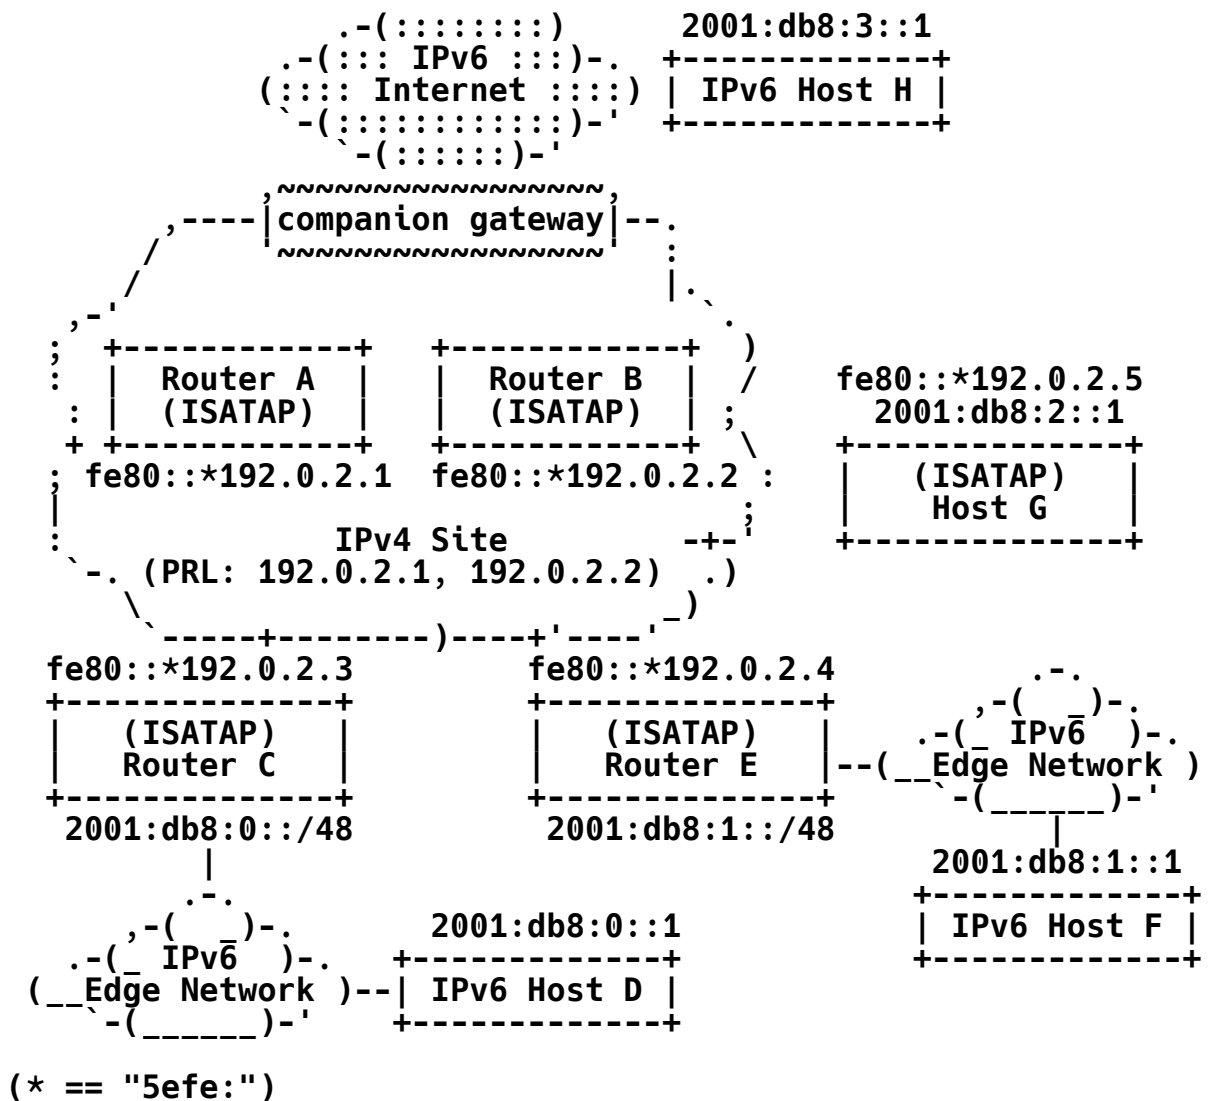 2001:db8:3::1
IPv6
Internet
IPv6 Host H
companion gateway
Router A
(ISATAP)
fe80::*192.0.2.1
Router B
(ISATAP)
fe80::*192.0.2.2
fe80::*192.0.2.5
2001:db8:2::1
(ISATAP)
Host G
IPv4 Site
(PRL: 192.0.2.1, 192.0.2.2)
fe80::*192.0.2.3
(ISATAP)
Router C
2001:db8:0::/48
fe80::*192.0.2.4
(ISATAP)
Router E
2001:db8:1::/48
IPv6
Edge Network
2001:db8:1::1
IPv6 Host F
IPv6
Edge Network
2001:db8:0::1
IPv6 Host D
(* == "5efe:")